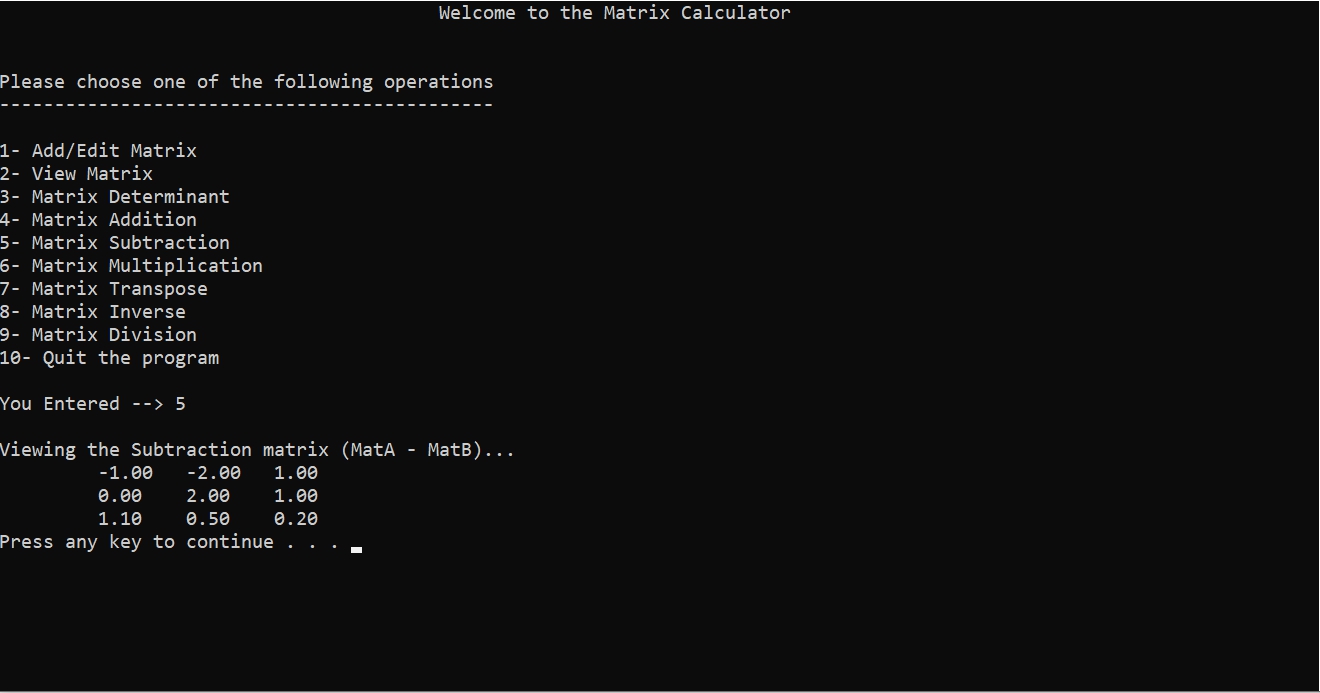 Welcome to the Matrix Calculator
Please choose one of the following operations
---------------------------------------------
1- Add/Edit Matrix
2- View Matrix
3- Matrix Determinant
4- Matrix Addition
5- Matrix Subtraction
6- Matrix Multiplication
7- Matrix Transpose
8- Matrix Inverse
9- Matrix Division
10- Quit the program
You Entered --> 5
Viewing the Subtraction matrix (MatA - MatB)...
-1.00 -2.00 1.00
0.00 2.00 1.00
1.10 0.50 0.20
Press any key to continue . . .